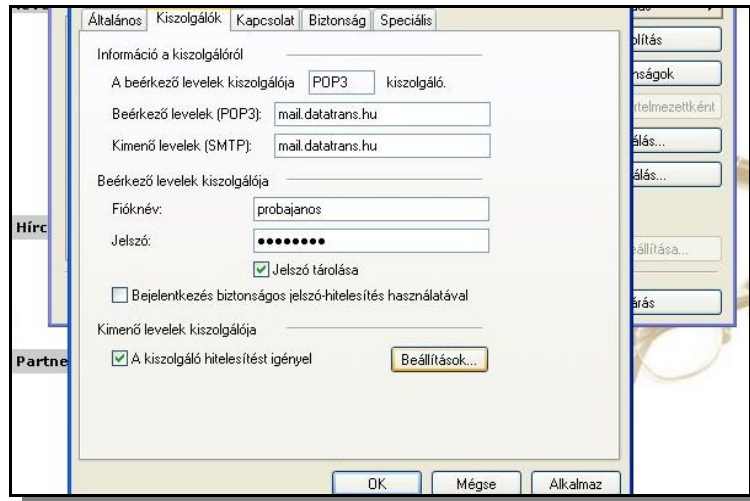 Általános Kiszolgálók Kapcsolat Biztonság Speciális
Információ a kiszolgálóról
A beérkező levelek kiszolgálója POP3 kiszolgáló.
Beérkező levelek (POP3): mail.datatrans.hu
Kimenő levelek (SMTP): mail.datatrans.hu
Beérkező levelek kiszolgálója
Fióknév: probajanos
Jelszó: ••••••••
Jelszó tárolása
Bejelentkezés biztonságos jelszó-hitelesítés használatával
Kimenő levelek kiszolgálója
A kiszolgáló hitelesítést igényel Beállítások...
OK Mégse Alkalmaz
Hírc
Partne
olítás
nságok
rtelmezettként
álás...
álás...
eállítása...
árás